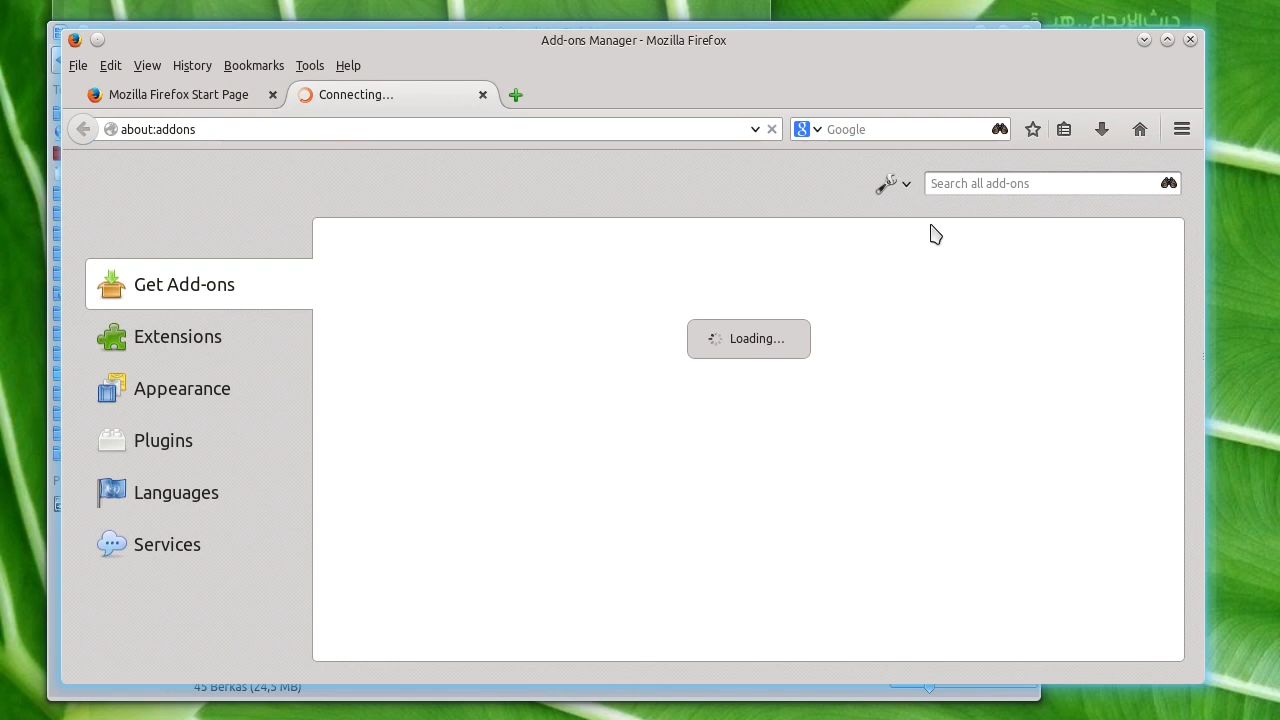 Add-ons Manager - Mozilla Firefox
File Edit View History Bookmarks Tools Help
Mozilla Firefox Start Page
Connecting...
about:addons
Google
Search all add-ons
Get Add-ons
Loading...
Extensions
Appearance
Plugins
Languages
Services
45 Berkas (24,5 MB)